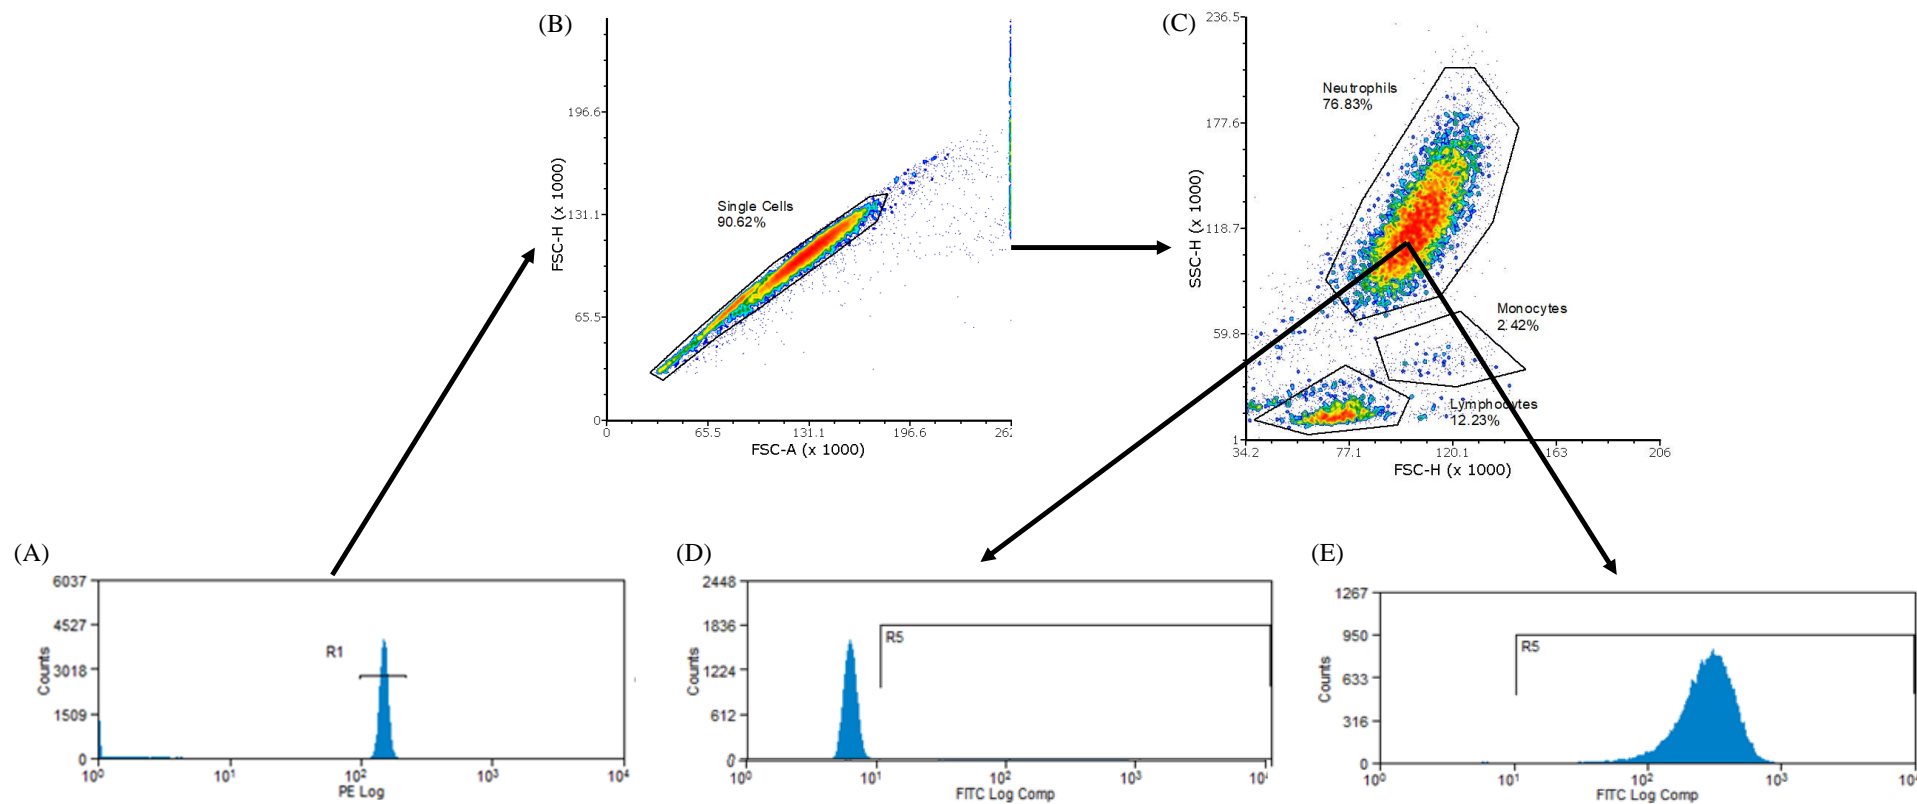 (B)
FSC-H (x 1000)
196.6
131.1
65.5
0
Single Cells
90.62%
0 65.5 131.1 196.6 262
FSC-A (x 1000)
(C)
SSC-H (x 1000)
236.5
177.6
118.7
59.8
1
Neutrophils
76.83%
Monocytes
2.42%
Lymphocytes
12.23%
34.2 77.1 120.1 163 206
FSC-H (x 1000)
(A)
Counts
6037
4527
3018
1509
0
R1
10⁰ 10¹ 10² 10³ 10⁴
PE Log
(D)
Counts
2448
1836
1224
612
0
R5
10⁰ 10¹ 10² 10³
FITC Log Comp
(E)
Counts
1267
950
633
316
0
R5
10⁰ 10¹ 10² 10³
FITC Log Comp